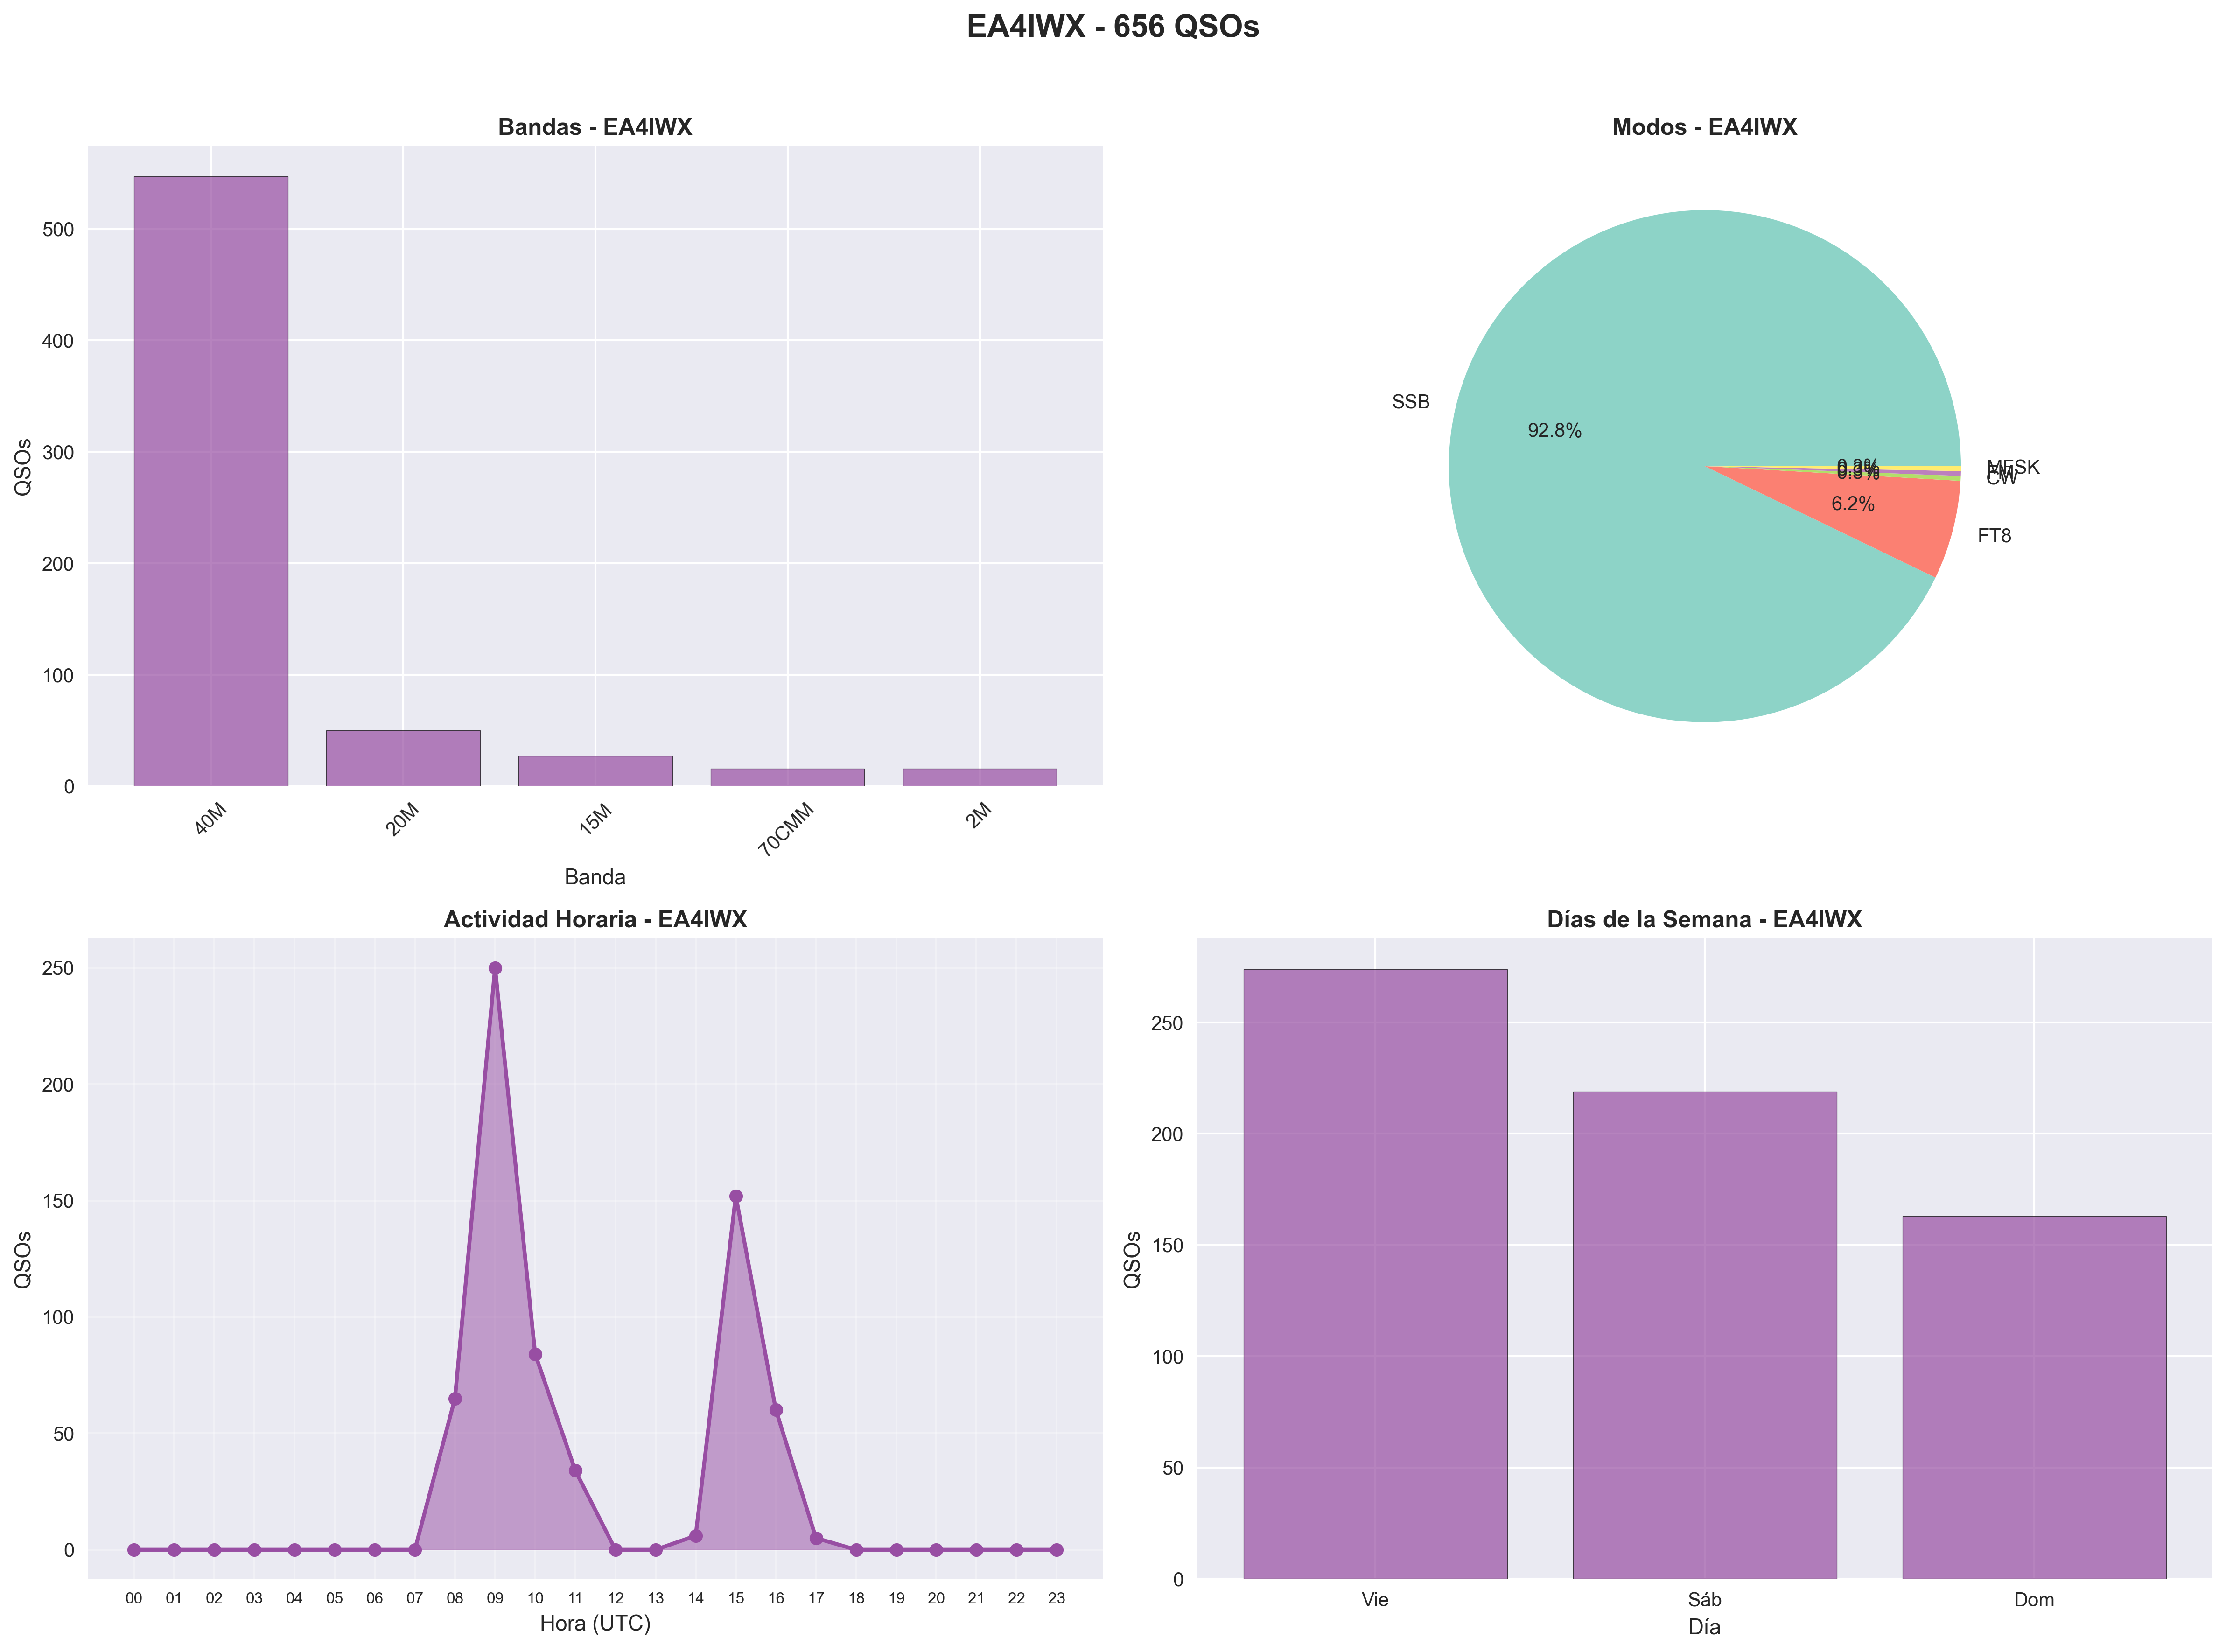 EA4IWX - 656 QSOs
Bandas - EA4IWX
500
400
300
200
100
0
QSOs
40M
20M
15M
70CMM
2M
Banda
Modos - EA4IWX
SSB
92.8%
MFSK
CW
6.2%
FT8
Actividad Horaria - EA4IWX
250
200
150
100
50
0
QSOs
00 01 02 03 04 05 06 07 08 09 10 11 12 13 14 15 16 17 18 19 20 21 22 23
Hora (UTC)
Días de la Semana - EA4IWX
250
200
150
100
50
0
QSOs
Vie Sáb Dom
Día